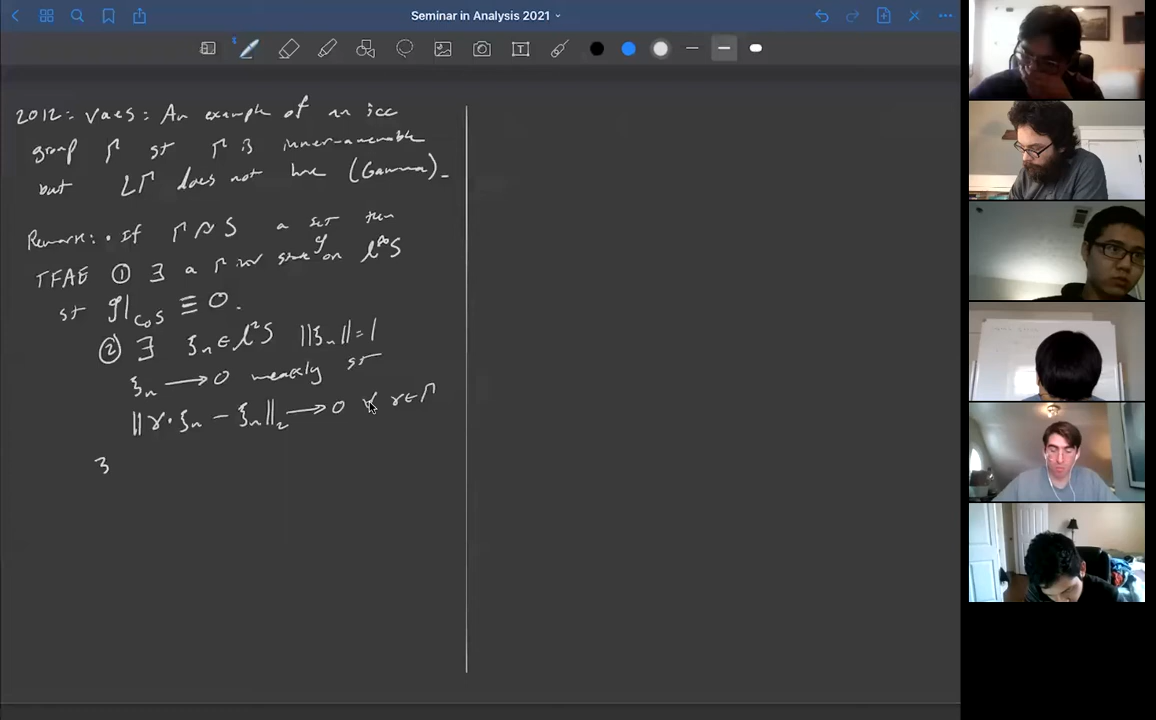 Seminar in Analysis 2021
2012: Vaes: An example of an icc
group Γ st Γ is inner-amenable
but LΓ does not have (Gamma).
Remark: • If Γ ↷ S a set then
TFAE ① ∃ a Γ inv state φ on ℓ^∞S
st φ|_{C₀S} ≡ 0.
② ∃ ξₙ ∈ ℓ²S ||ξₙ|| = 1
ξₙ → 0 weakly st
||γ·ξₙ − ξₙ||₂ → 0 ∀ γ ∈ Γ
3